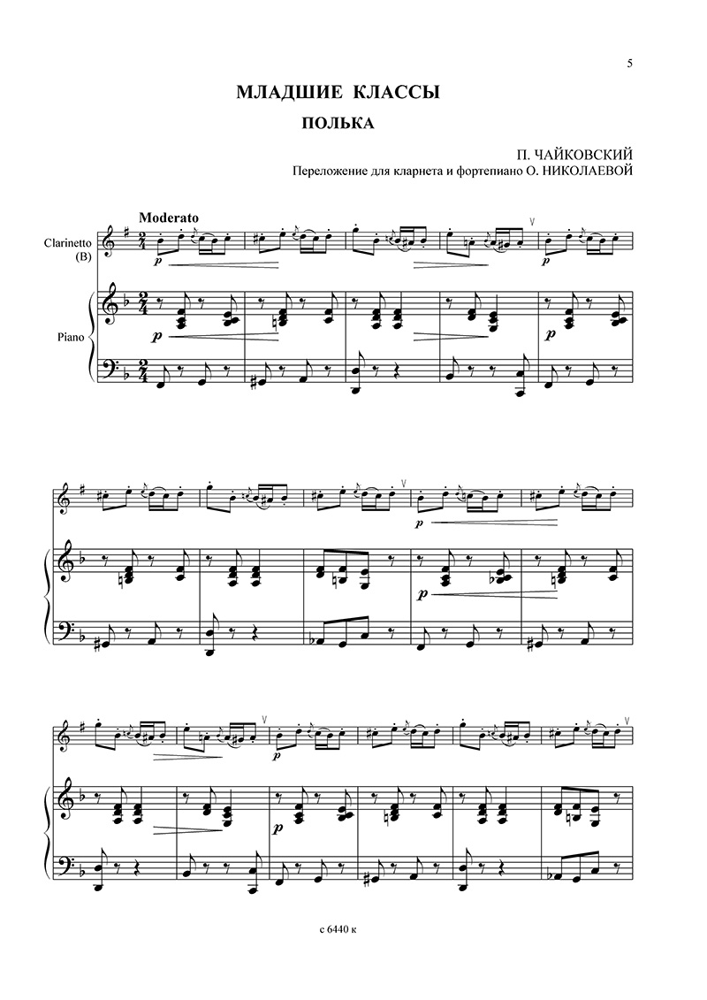 5
МЛАДШИЕ КЛАССЫ
ПОЛЬКА
П. ЧАЙКОВСКИЙ
Переложение для кларнета и фортепиано О. НИКОЛАЕВОЙ
Moderato
Clarinetto
(B)
p
p
Piano
p
p
p
p
p
p
с 6440 к